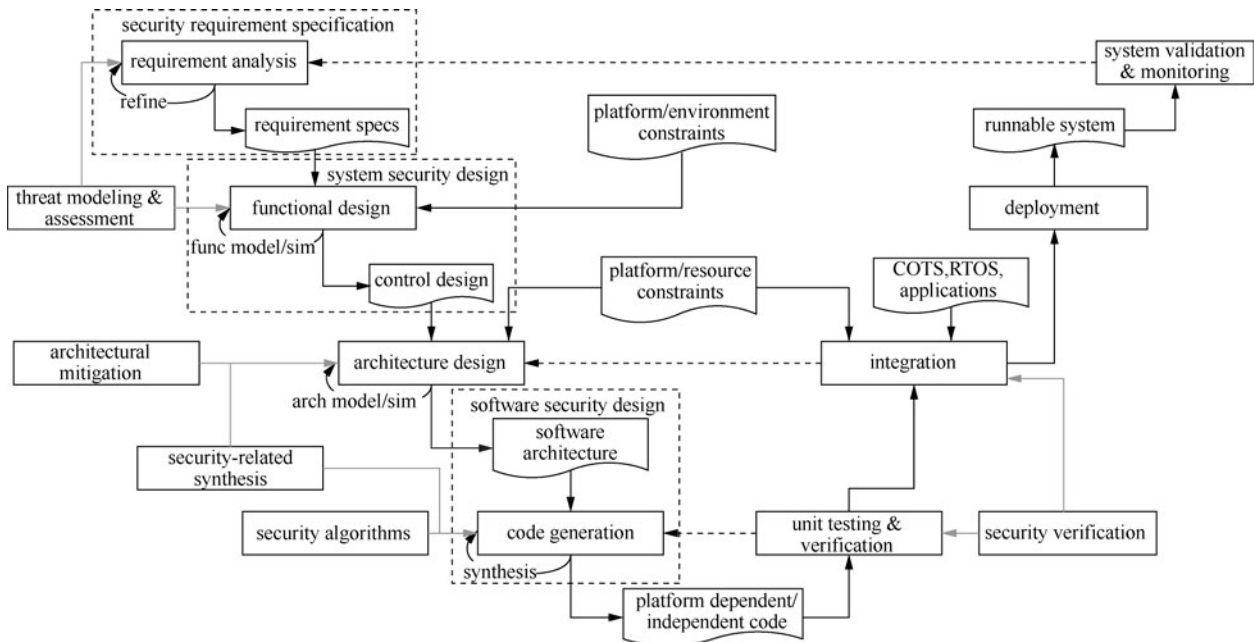 security requirement specification
requirement analysis
refine
requirement specs
system validation
& monitoring
platform/environment
constraints
runnable system
system security design
threat modeling &
assessment
functional design
func model/sim
deployment
control design
platform/resource
constraints
COTS,RTOS,
applications
architectural
mitigation
architecture design
arch model/sim
integration
software security design
software
architecture
security-related
synthesis
security algorithms
code generation
synthesis
unit testing &
verification
security verification
platform dependent/
independent code